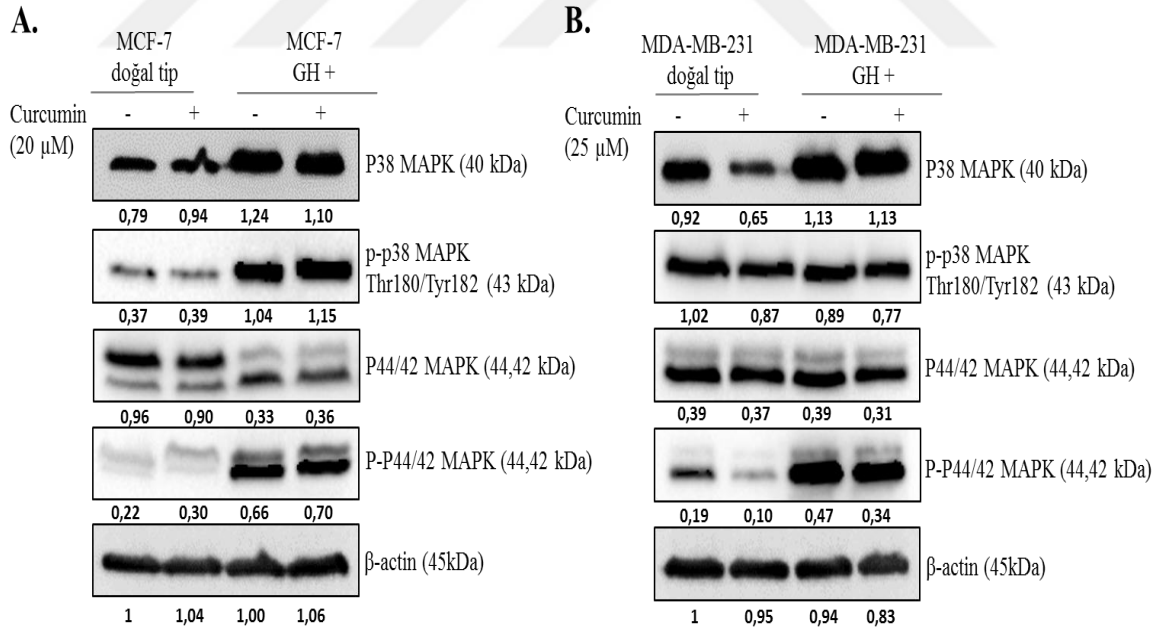 A.
MCF-7
doğal tip
MCF-7
GH +
Curcumin
(20 µM)
- + - +
P38 MAPK (40 kDa)
0,79 0,94 1,24 1,10
p-p38 MAPK
Thr180/Tyr182 (43 kDa)
0,37 0,39 1,04 1,15
P44/42 MAPK (44,42 kDa)
0,96 0,90 0,33 0,36
P-P44/42 MAPK (44,42 kDa)
0,22 0,30 0,66 0,70
β-actin (45kDa)
1 1,04 1,00 1,06
B.
MDA-MB-231
doğal tip
MDA-MB-231
GH +
Curcumin
(25 µM)
- + - +
P38 MAPK (40 kDa)
0,92 0,65 1,13 1,13
p-p38 MAPK
Thr180/Tyr182 (43 kDa)
1,02 0,87 0,89 0,77
P44/42 MAPK (44,42 kDa)
0,39 0,37 0,39 0,31
P-P44/42 MAPK (44,42 kDa)
0,19 0,10 0,47 0,34
β-actin (45kDa)
1 0,95 0,94 0,83